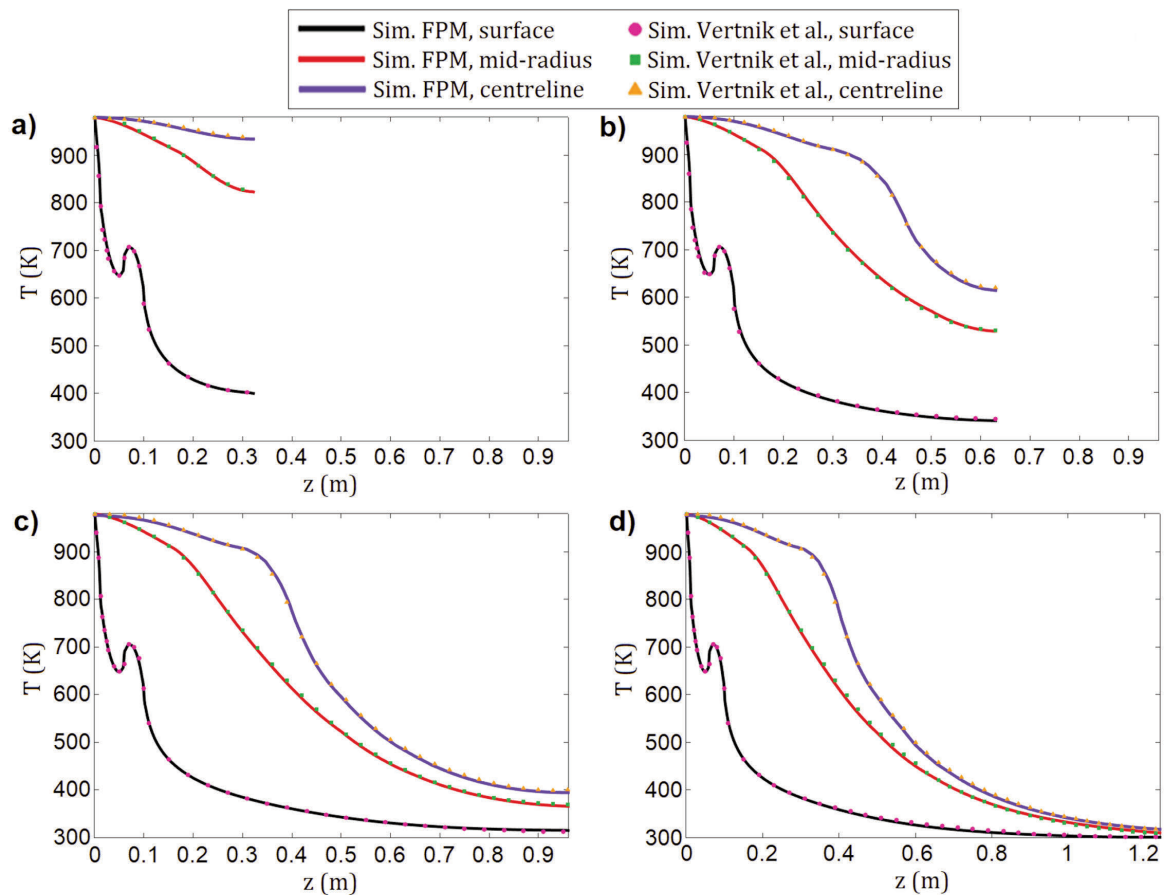 Sim. FPM, surface
Sim. Vertnik et al., surface
Sim. FPM, mid-radius
Sim. Vertnik et al., mid-radius
Sim. FPM, centreline
Sim. Vertnik et al., centreline
a)
900
800
700
600
500
400
300
T (K)
0 0.1 0.2 0.3 0.4 0.5 0.6 0.7 0.8 0.9
z (m)
b)
900
800
700
600
500
400
300
T (K)
0 0.1 0.2 0.3 0.4 0.5 0.6 0.7 0.8 0.9
z (m)
c)
900
800
700
600
500
400
300
T (K)
0 0.1 0.2 0.3 0.4 0.5 0.6 0.7 0.8 0.9
z (m)
d)
900
800
700
600
500
400
300
T (K)
0 0.2 0.4 0.6 0.8 1 1.2
z (m)